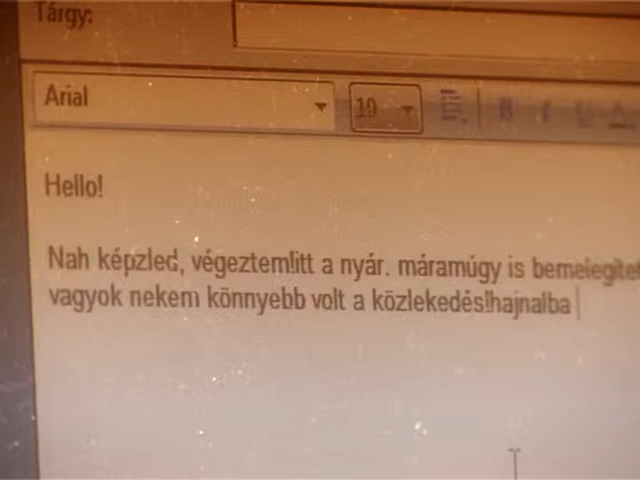 Tárgy:
Arial
10
B I U A
Hello!
Nah képzled, végeztem!itt a nyár. máramúgy is bemelegítet
vagyok nekem könnyebb volt a közlekedés!hajnalba